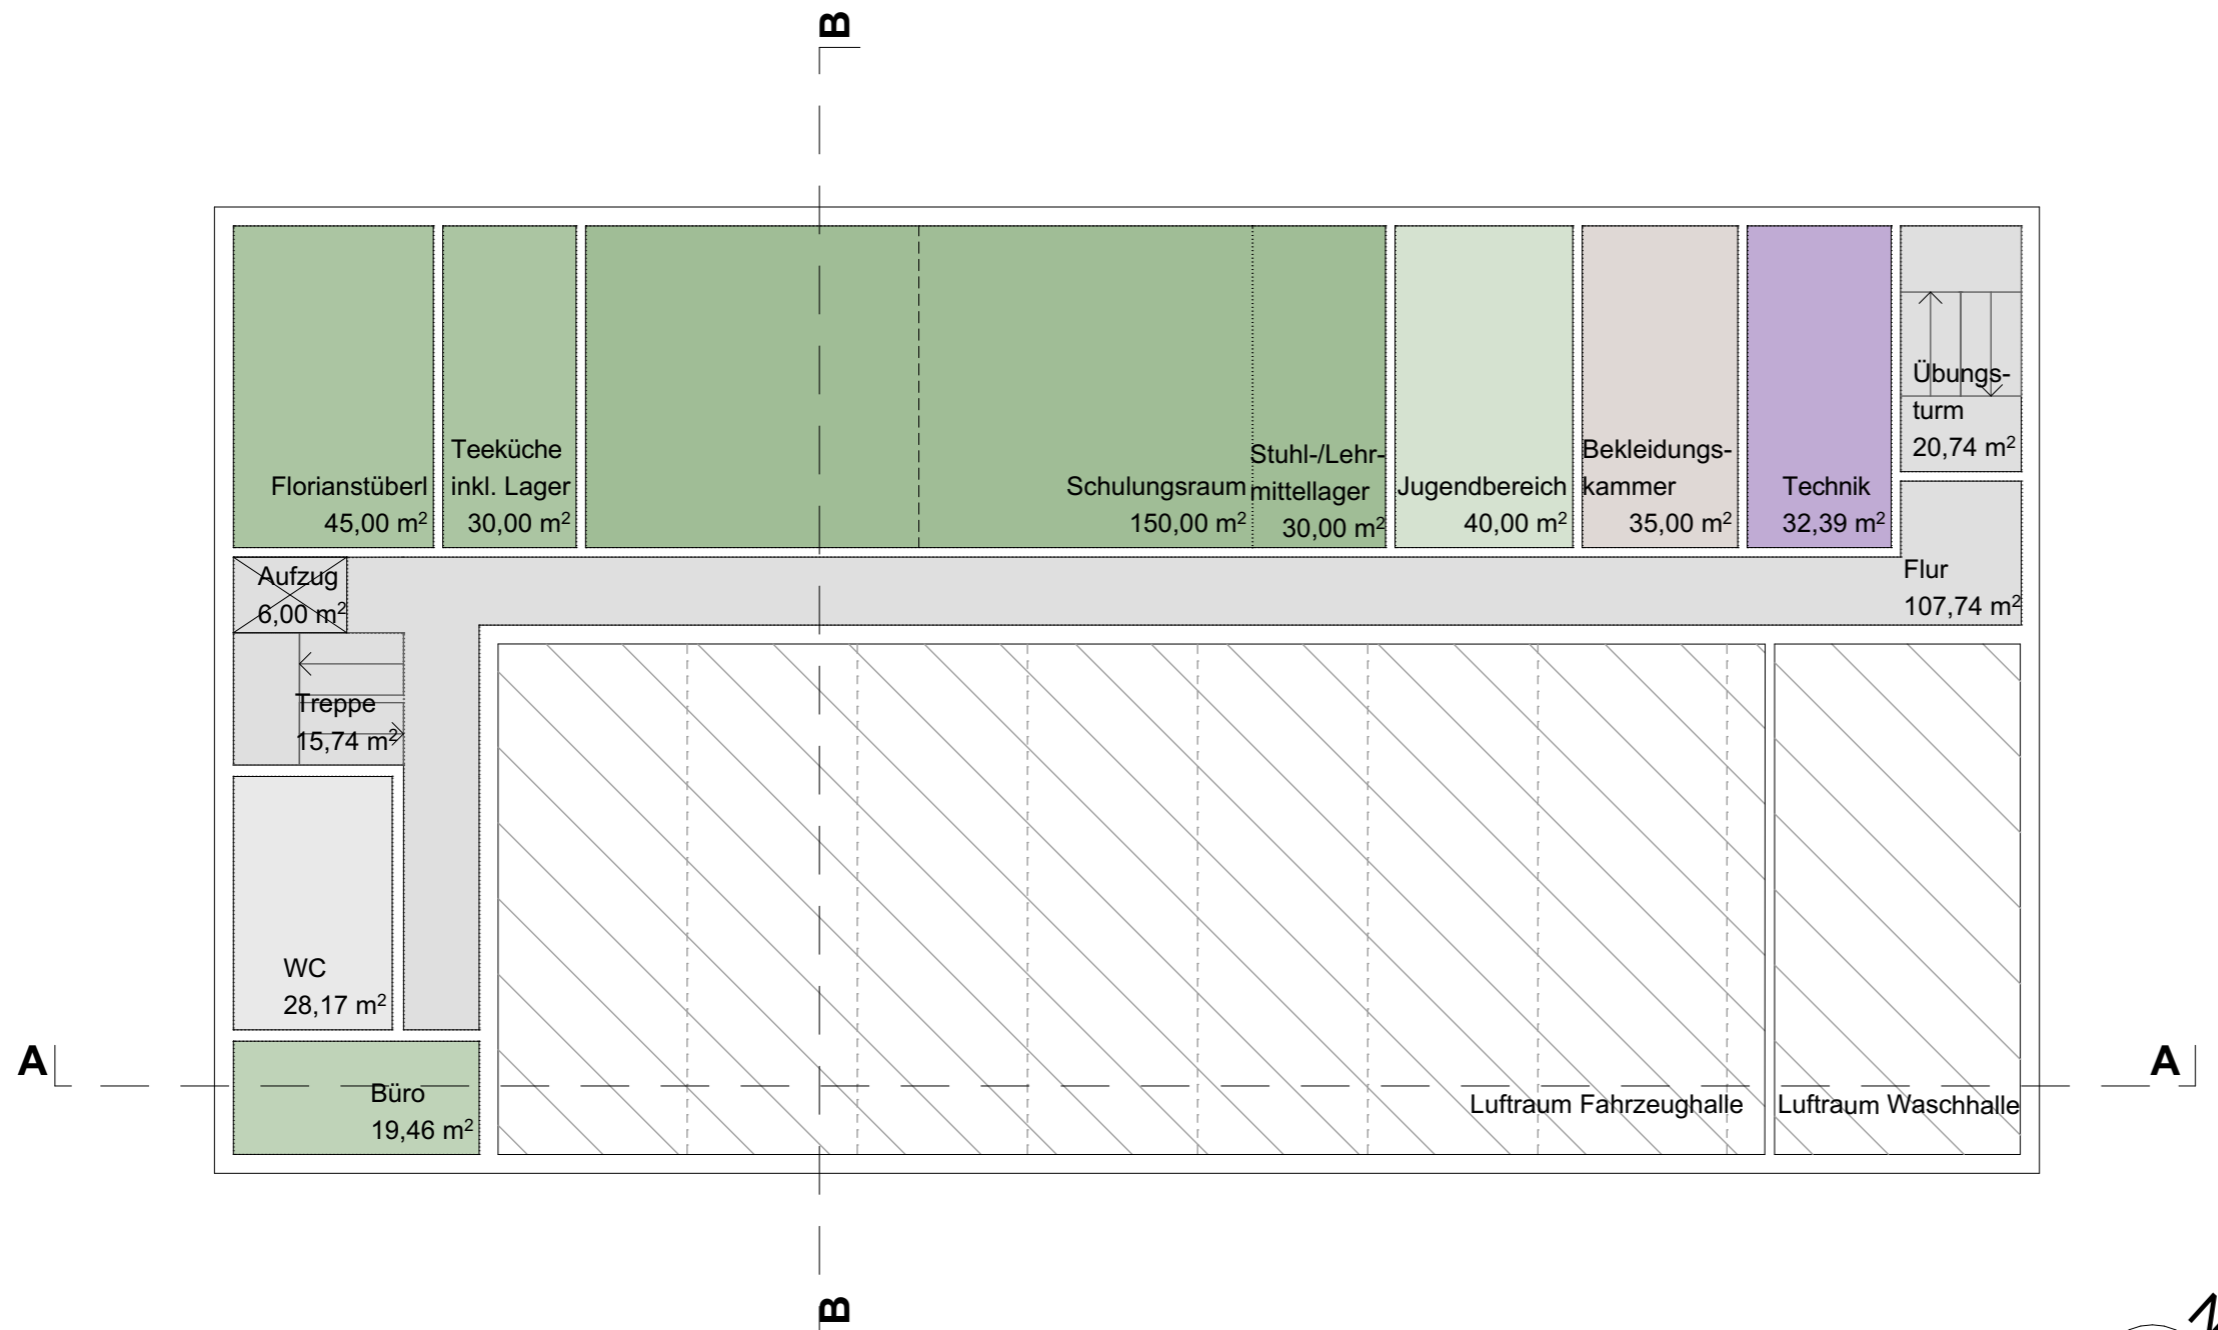 B
Florianstüberl
45,00 m²
Teeküche
inkl. Lager
30,00 m²
Schulungsraum
150,00 m²
Stuhl-/Lehr-
mittellager
30,00 m²
Jugendbereich
40,00 m²
Bekleidungs-
kammer
35,00 m²
Technik
32,39 m²
Übungs-
turm
20,74 m²
Aufzug
6,00 m²
Flur
107,74 m²
Treppe
15,74 m²
WC
28,17 m²
A
A
Büro
19,46 m²
Luftraum Fahrzeughalle
Luftraum Waschhalle
B